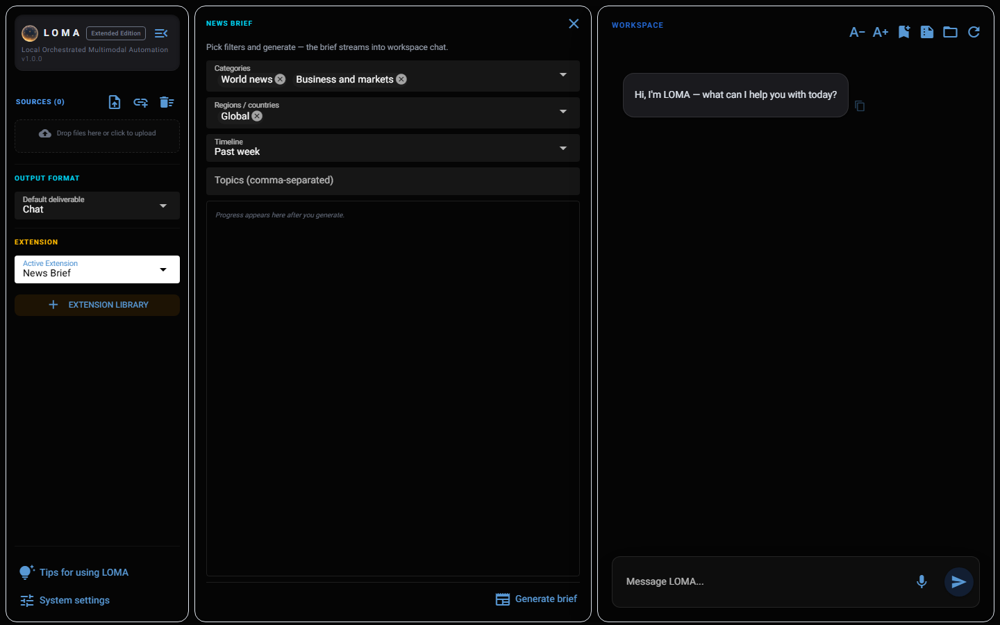 LOMA Extended Edition
Local Orchestrated Multimodal Automation
v1.0.0
SOURCES (0)
Drop files here or click to upload
OUTPUT FORMAT
Default deliverable
Chat
EXTENSION
Active Extension
News Brief
EXTENSION LIBRARY
Tips for using LOMA
System settings
NEWS BRIEF
Pick filters and generate — the brief streams into workspace chat.
Categories
World news Business and markets
Regions / countries
Global
Timeline
Past week
Topics (comma-separated)
Progress appears here after you generate.
Generate brief
WORKSPACE
A− A+
Hi, I'm LOMA — what can I help you with today?
Message LOMA...